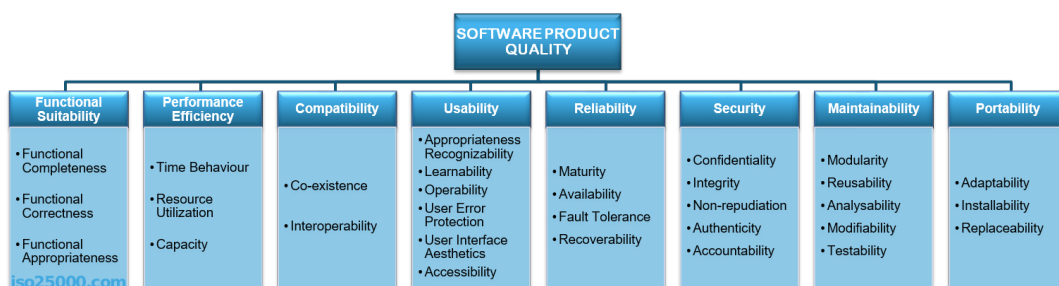 SOFTWARE PRODUCT
QUALITY
Functional
Suitability
• Functional
Completeness
• Functional
Correctness
• Functional
Appropriateness
Performance
Efficiency
• Time Behaviour
• Resource
Utilization
• Capacity
Compatibility
• Co-existence
• Interoperability
Usability
• Appropriateness
Recognizability
• Learnability
• Operability
• User Error
Protection
• User Interface
Aesthetics
• Accessibility
Reliability
• Maturity
• Availability
• Fault Tolerance
• Recoverability
Security
• Confidentiality
• Integrity
• Non-repudiation
• Authenticity
• Accountability
Maintainability
• Modularity
• Reusability
• Analysability
• Modifiability
• Testability
Portability
• Adaptability
• Installability
• Replaceability
iso25000.com